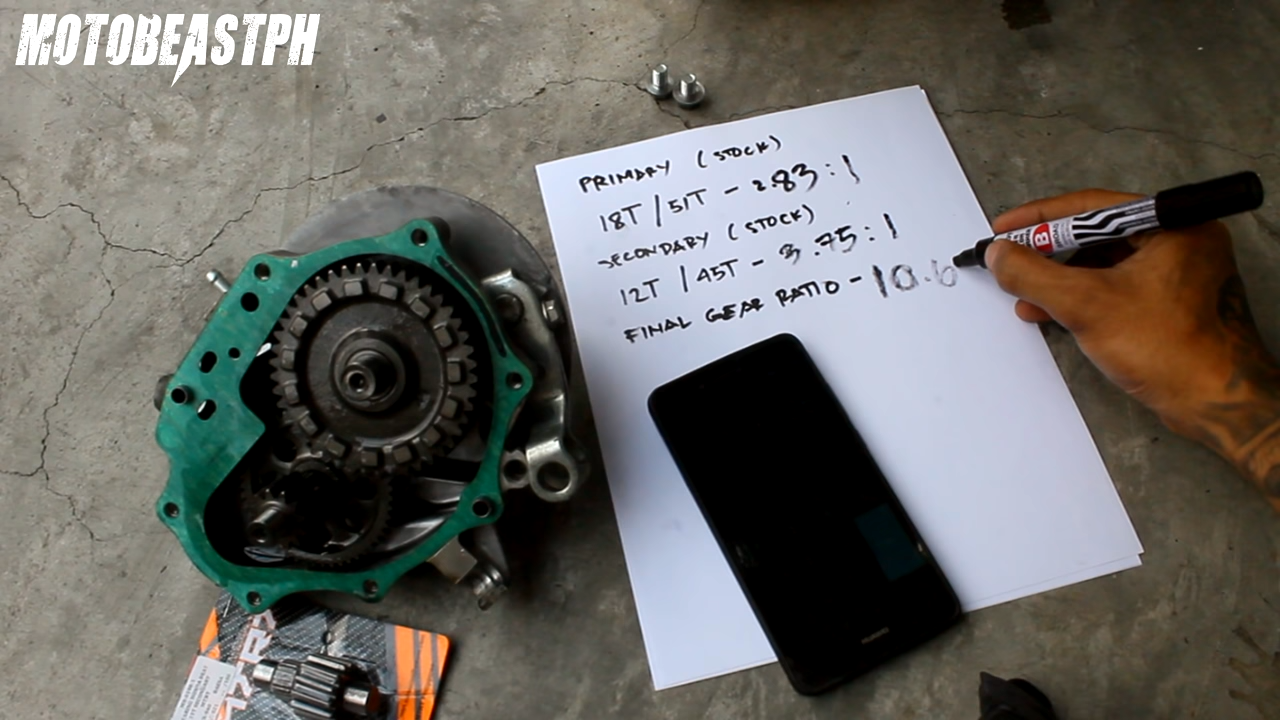 MOTOBEASTPH
PRIMARY (STOCK)
18T / 51T - 2.83:1
SECONDARY (STOCK)
12T / 45T - 3.75:1
FINAL GEAR RATIO - 10.6
B
HUAWEI